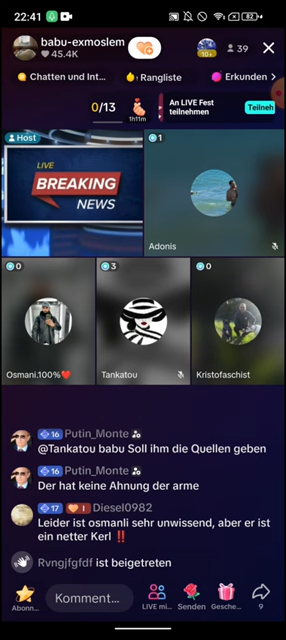 22:41
82
babu-exmoslem
45.4K
10+
39
Chatten und Int...
Rangliste
Erkunden
0/13
1h11m
An LIVE Fest
teilnehmen
Teilneh
Host
LIVE
BREAKING
NEWS
1
Adonis
0
Osmani.100%❤️
3
Tankatou
0
Kristofaschist
16 Putin_Monte
@Tankatou babu Soll ihm die Quellen geben
16 Putin_Monte
Der hat keine Ahnung der arme
17 I Diesel0982
Leider ist osmanli sehr unwissend, aber er ist
ein netter Kerl ‼️
Rvngjfgfdf ist beigetreten
Abonn...
Komment...
LIVE mi...
Senden
Gesche...
9